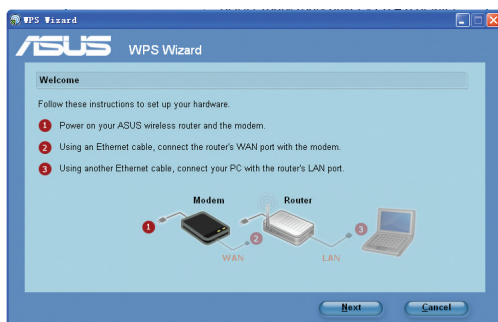 WPS Wizard
ASUS WPS Wizard
Welcome
Follow these instructions to set up your hardware.
1 Power on your ASUS wireless router and the modem.
2 Using an Ethernet cable, connect the router's WAN port with the modem.
3 Using another Ethernet cable, connect your PC with the router's LAN port.
Modem Router
1 2 3
WAN LAN
Next Cancel